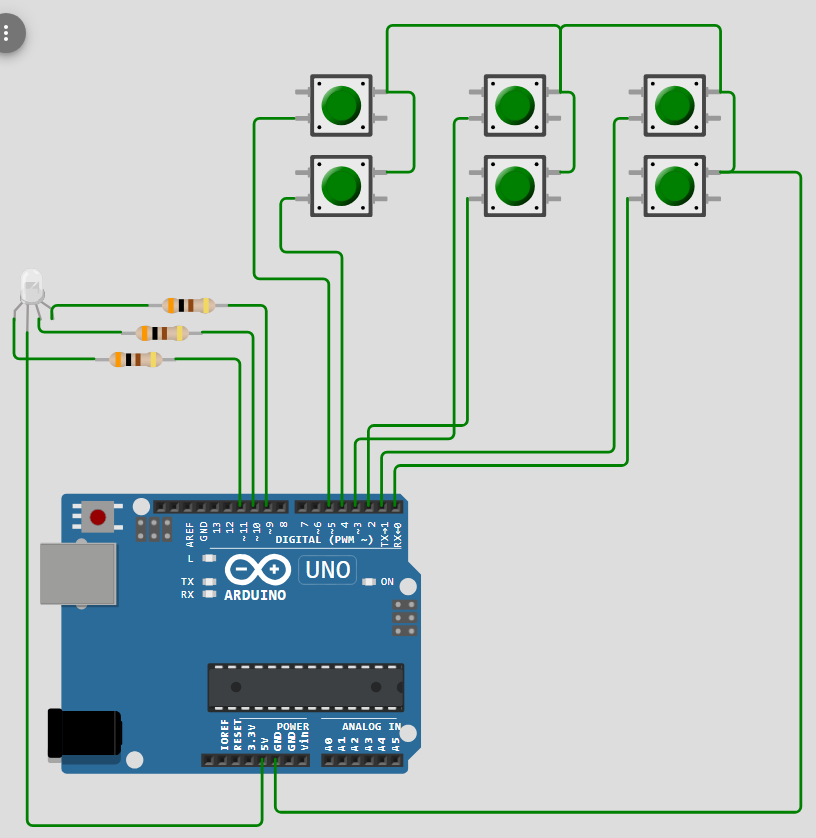 AREF
GND
13
12
~11
~10
~9
8
7
~6
~5
4
~3
2
TX→1
RX←0
DIGITAL (PWM ~)
L
TX
RX
UNO
ARDUINO
ON
POWER
ANALOG IN
IOREF
RESET
3.3V
5V
GND
GND
Vin
A0
A1
A2
A3
A4
A5